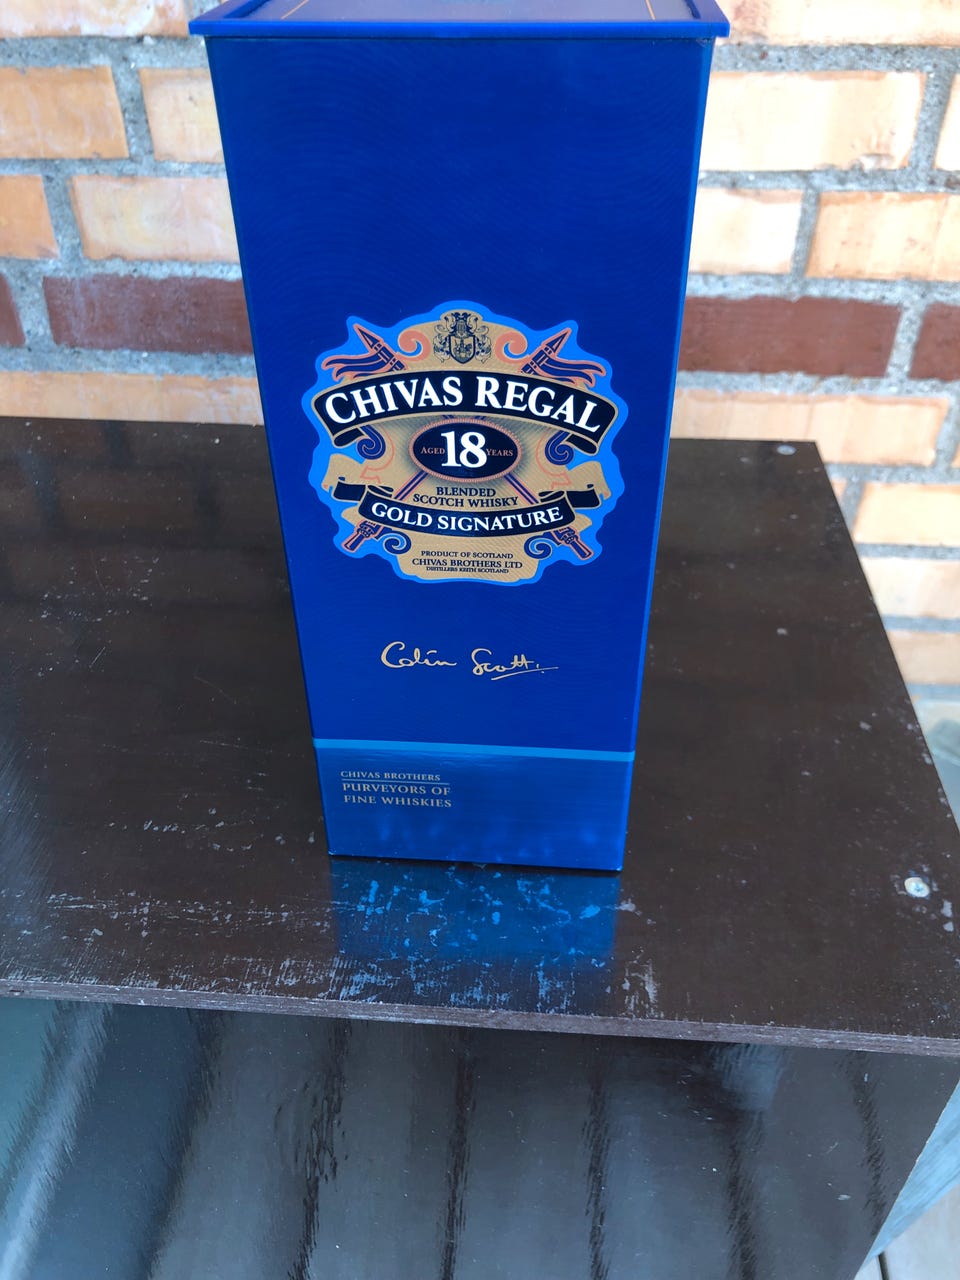 CHIVAS REGAL
AGED 18 YEARS
BLENDED
SCOTCH WHISKY
GOLD SIGNATURE
PRODUCT OF SCOTLAND
CHIVAS BROTHERS LTD
DISTILLERS KEITH SCOTLAND
Colin Scott.
CHIVAS BROTHERS
PURVEYORS OF
FINE WHISKIES